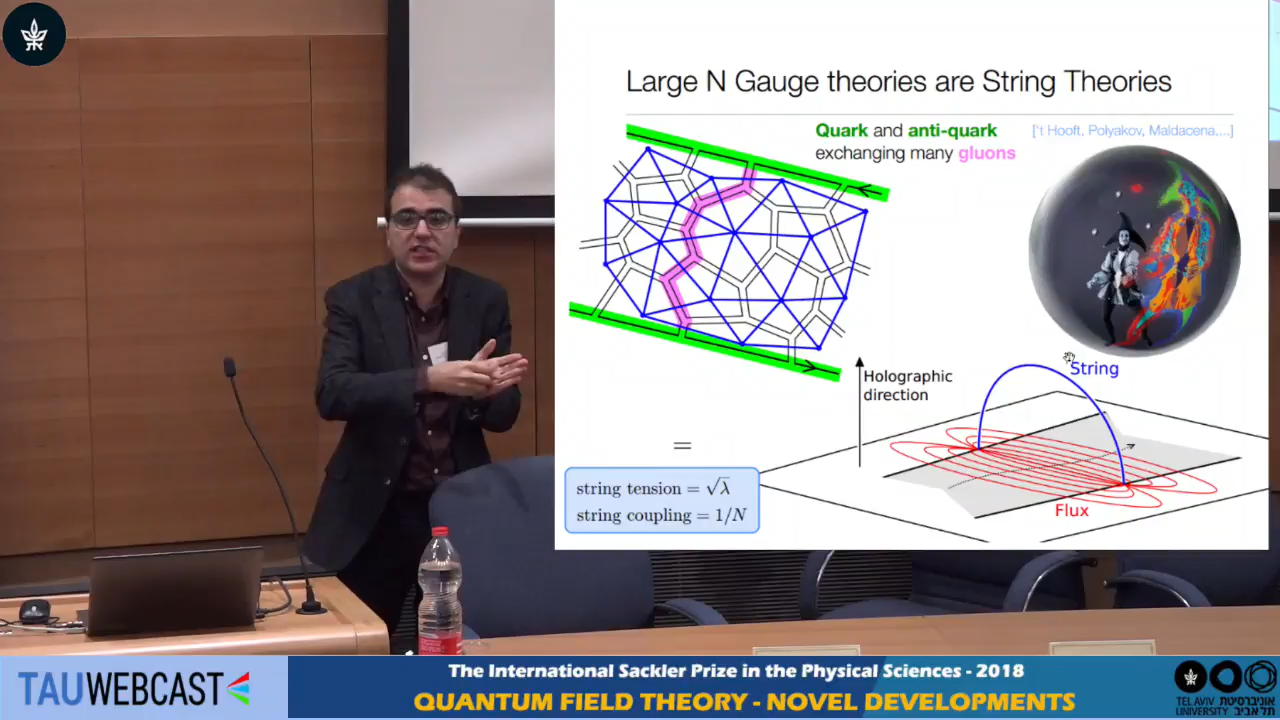 Large N Gauge theories are String Theories
Quark and anti-quark
exchanging many gluons
['t Hooft, Polyakov, Maldacena,...]
String
Holographic
direction
=
string tension = √λ
string coupling = 1/N
Flux
TAUWEBCAST
The International Sackler Prize in the Physical Sciences - 2018
QUANTUM FIELD THEORY - NOVEL DEVELOPMENTS
TEL AVIV אוניברסיטת
UNIVERSITY תל אביב